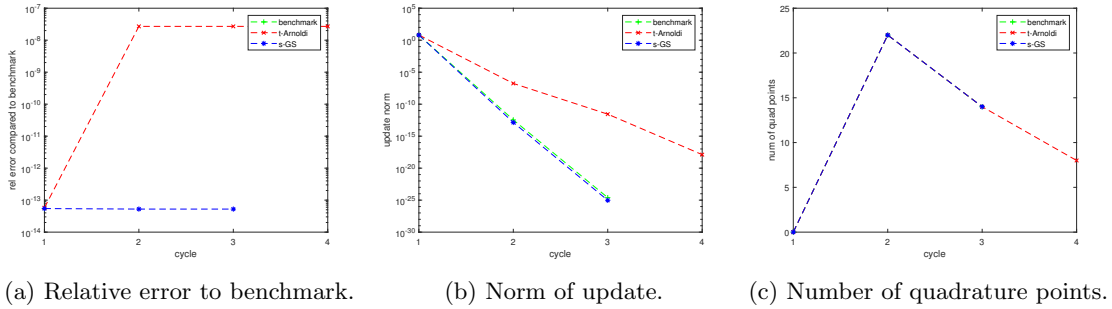 10^-7
10^-8
10^-9
10^-10
10^-11
10^-12
10^-13
10^-14
rel error compared to benchmark
1
2
3
4
cycle
benchmark
t-Arnoldi
s-GS
(a) Relative error to benchmark.
10^5
10^0
10^-5
10^-10
10^-15
10^-20
10^-25
10^-30
update norm
1
2
3
4
cycle
benchmark
t-Arnoldi
s-GS
(b) Norm of update.
25
20
15
10
5
0
num of quad points
1
2
3
4
cycle
benchmark
t-Arnoldi
s-GS
(c) Number of quadrature points.